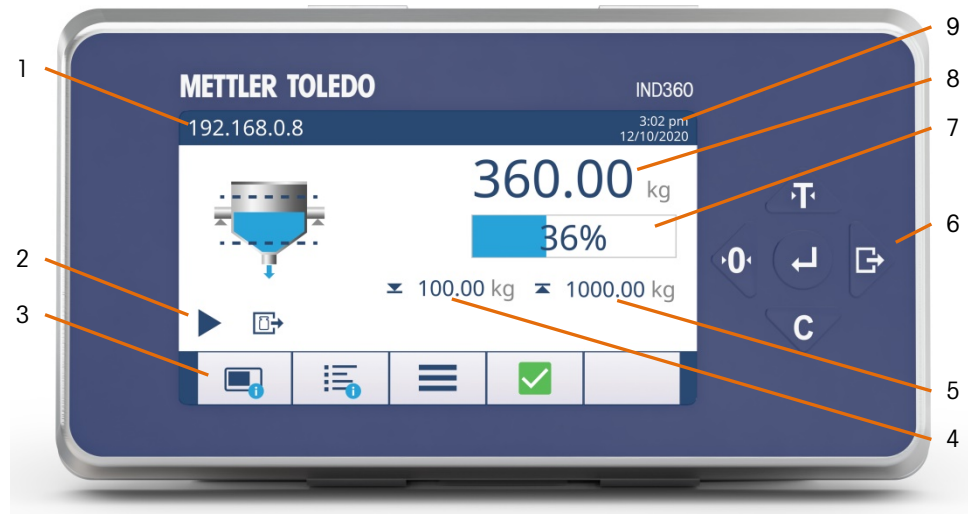 METTLER TOLEDO
IND360
192.168.0.8
3:02 pm
12/10/2020
360.00 kg
36%
100.00 kg
1000.00 kg
T
0
C
1
2
3
9
8
7
6
5
4